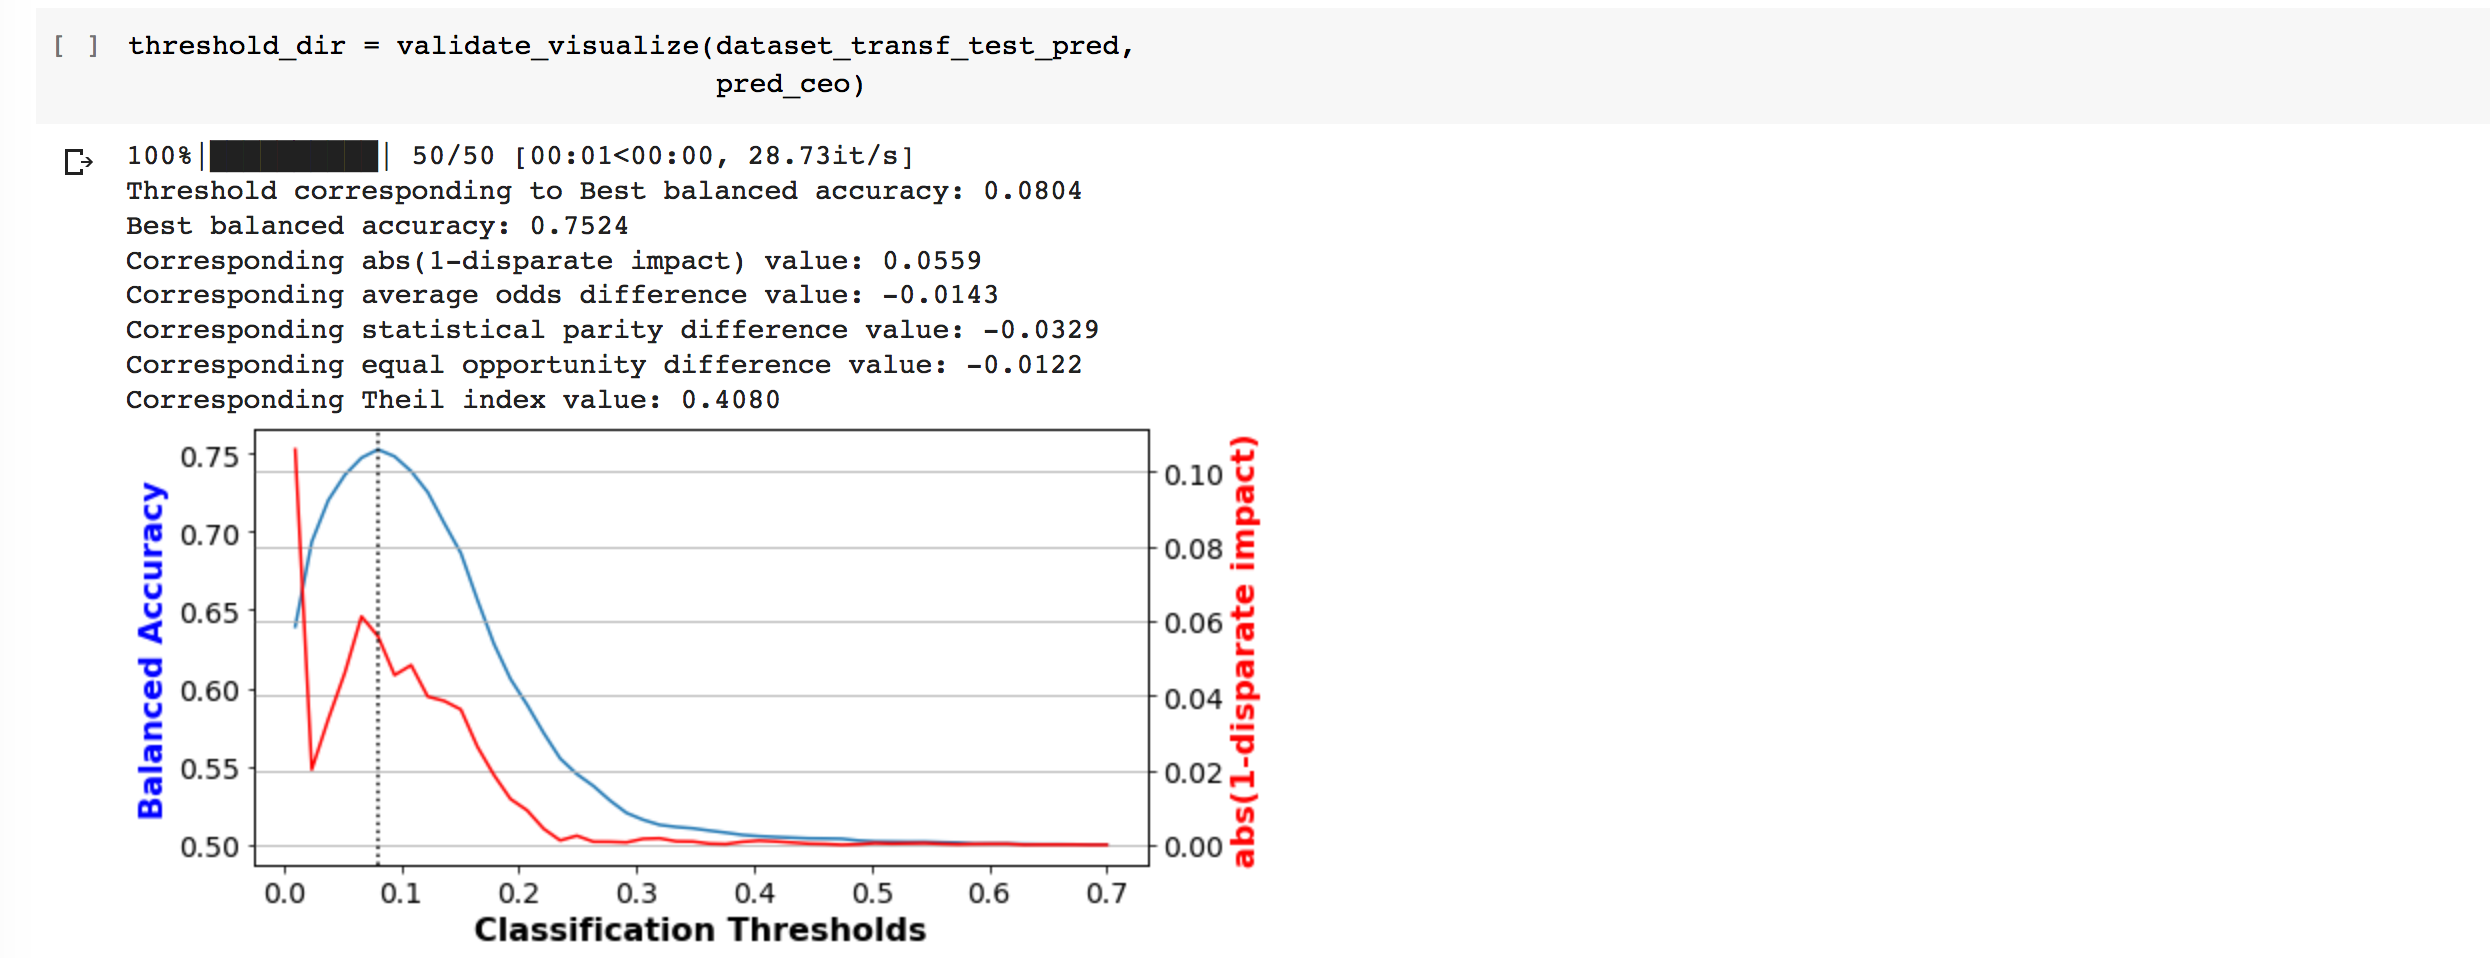 [ ] threshold_dir = validate_visualize(dataset_transf_test_pred,
pred_ceo)
100%|██████████| 50/50 [00:01<00:00, 28.73it/s]
Threshold corresponding to Best balanced accuracy: 0.0804
Best balanced accuracy: 0.7524
Corresponding abs(1-disparate impact) value: 0.0559
Corresponding average odds difference value: -0.0143
Corresponding statistical parity difference value: -0.0329
Corresponding equal opportunity difference value: -0.0122
Corresponding Theil index value: 0.4080
Balanced Accuracy
0.75
0.70
0.65
0.60
0.55
0.50
0.10
0.08
0.06
0.04
0.02
0.00
abs(1-disparate impact)
0.0 0.1 0.2 0.3 0.4 0.5 0.6 0.7
Classification Thresholds